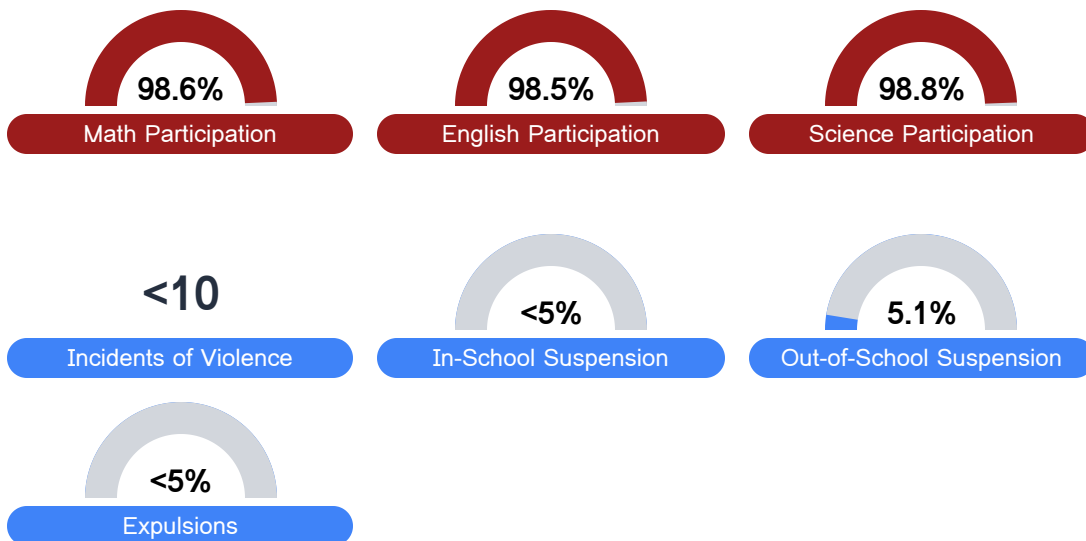 98.6%
Math Participation
98.5%
English Participation
98.8%
Science Participation
<10
Incidents of Violence
<5%
In-School Suspension
5.1%
Out-of-School Suspension
<5%
Expulsions